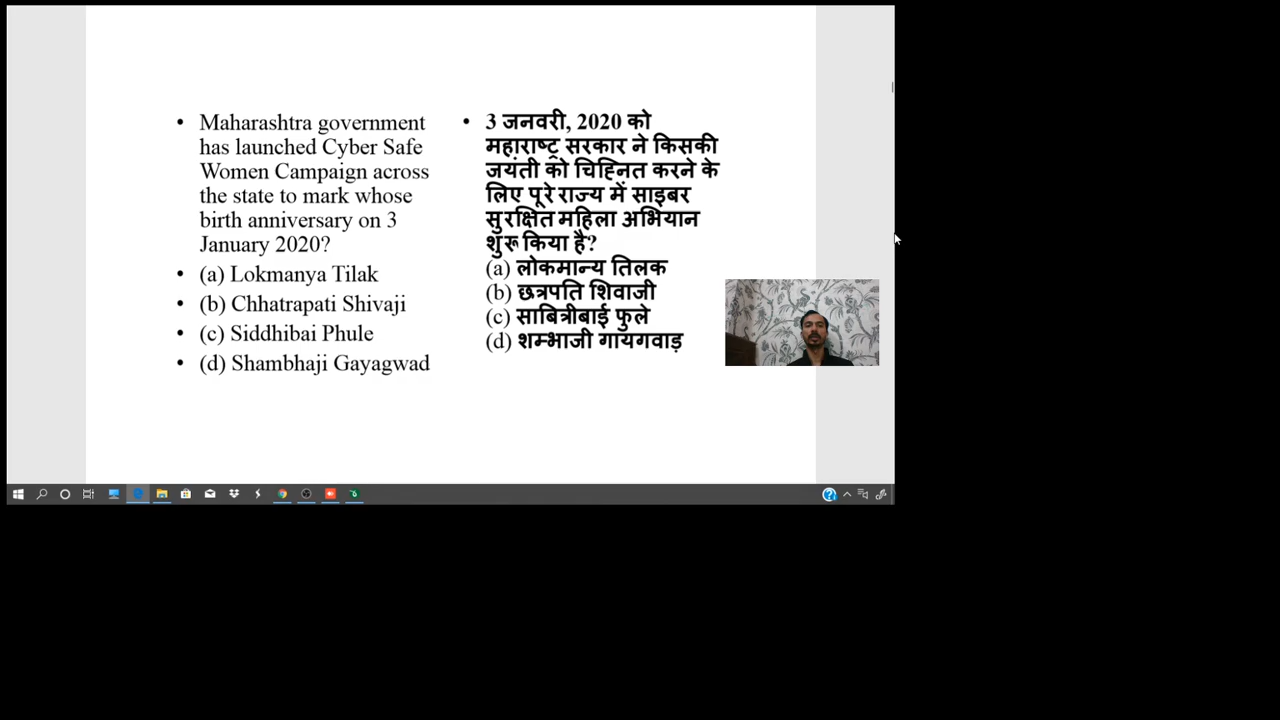 Maharashtra government
has launched Cyber Safe
Women Campaign across
the state to mark whose
birth anniversary on 3
January 2020?
(a) Lokmanya Tilak
(b) Chhatrapati Shivaji
(c) Siddhibai Phule
(d) Shambhaji Gayagwad
3 जनवरी, 2020 को
महाराष्ट्र सरकार ने किसकी
जयंती को चिह्नित करने के
लिए पूरे राज्य में साइबर
सुरक्षित महिला अभियान
शुरू किया है?
(a) लोकमान्य तिलक
(b) छत्रपति शिवाजी
(c) साबित्रीबाई फुले
(d) शम्भाजी गायगवाड़